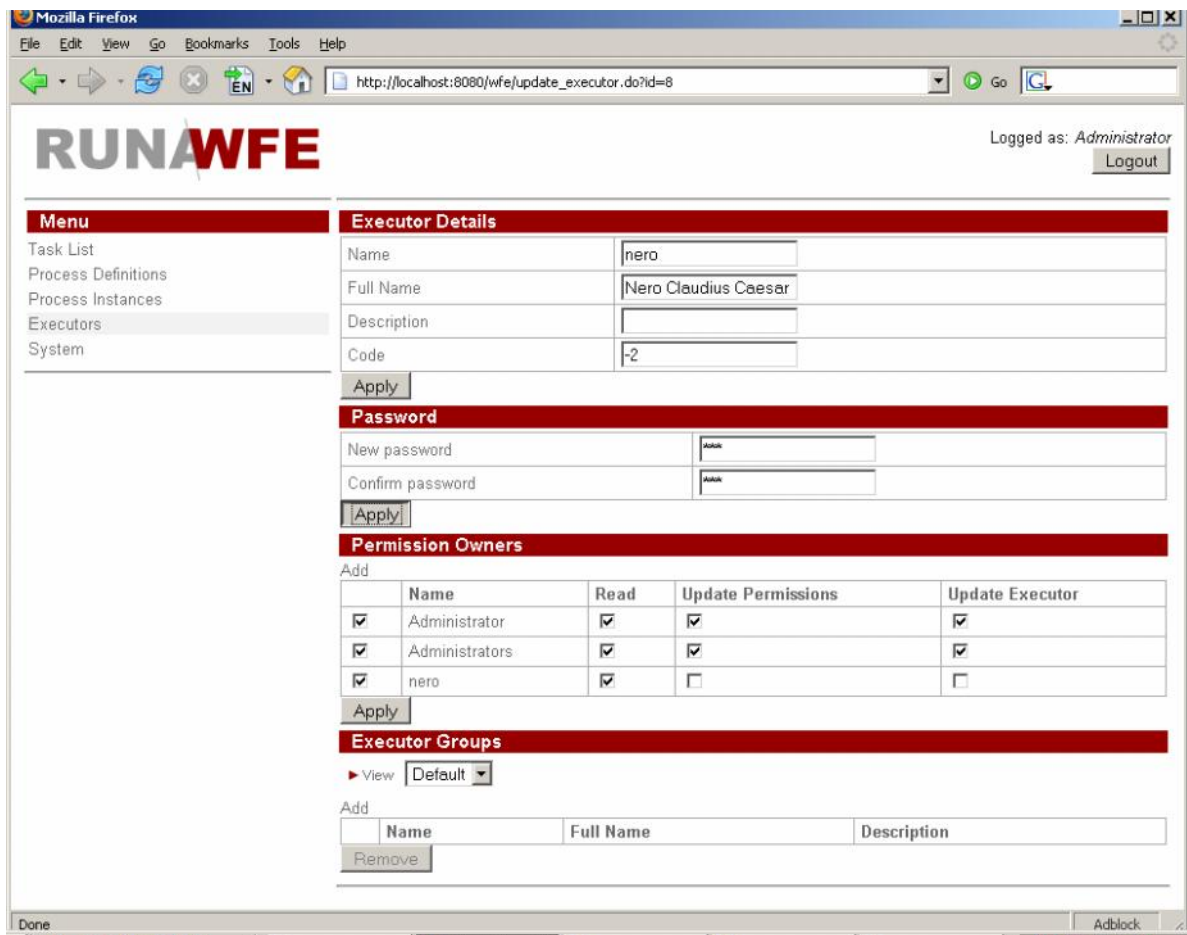 Mozilla Firefox
File Edit View Go Bookmarks Tools Help
EN http://localhost:8080/wfe/update_executor.do?id=8 Go G
RUNAWFE
Logged as: Administrator
Logout
Menu
Task List
Process Definitions
Process Instances
Executors
System
Executor Details
Name nero
Full Name Nero Claudius Caesar
Description
Code -2
Apply
Password
New password ***
Confirm password ***
Apply
Permission Owners
Add
Name Read Update Permissions Update Executor
Administrator
Administrators
nero
Apply
Executor Groups
View Default
Add
Name Full Name Description
Remove
Done Adblock